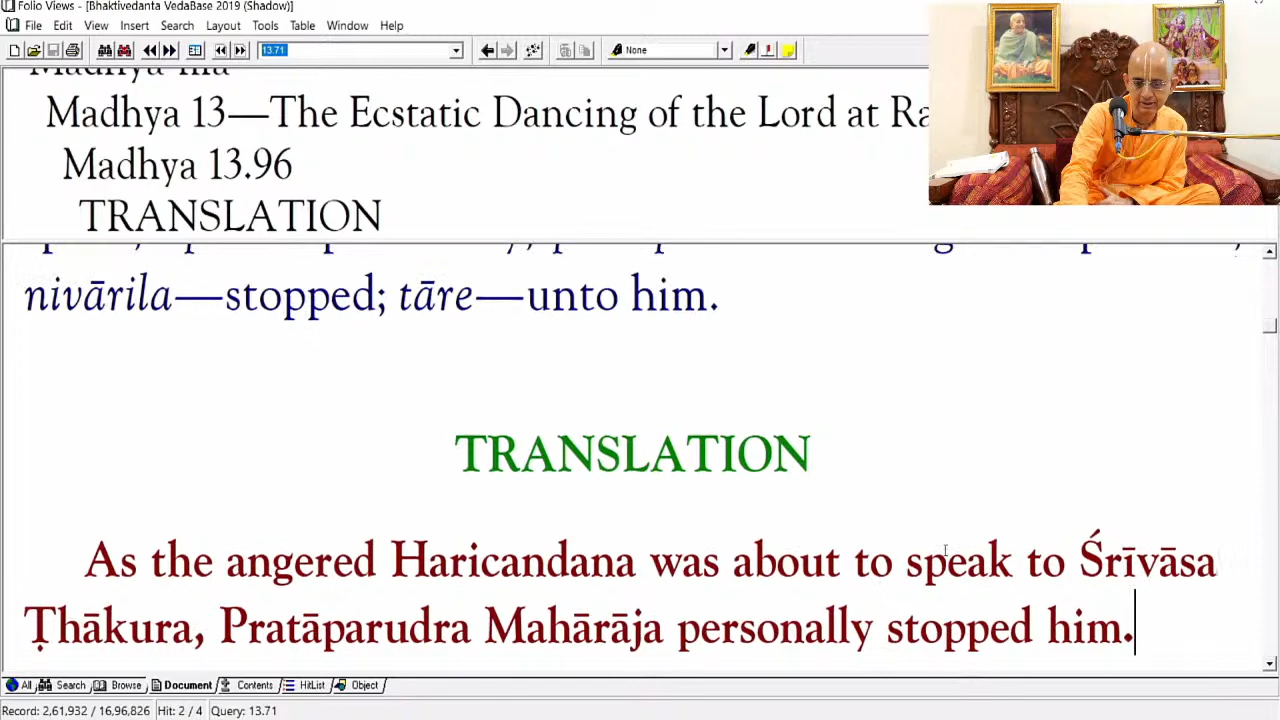 Folio Views - [Bhaktivedanta VedaBase 2019 (Shadow)]
File Edit View Insert Search Layout Tools Table Window Help
13.71 None
Madhya 13—The Ecstatic Dancing of the Lord at Ra
Madhya 13.96
TRANSLATION
nivārila—stopped; tāre—unto him.
TRANSLATION
As the angered Haricandana was about to speak to Śrīvāsa
Ṭhākura, Pratāparudra Mahārāja personally stopped him.
All Search Browse Document Contents HitList Object
Record: 2,61,932 / 16,96,826 Hit: 2 / 4 Query: 13.71